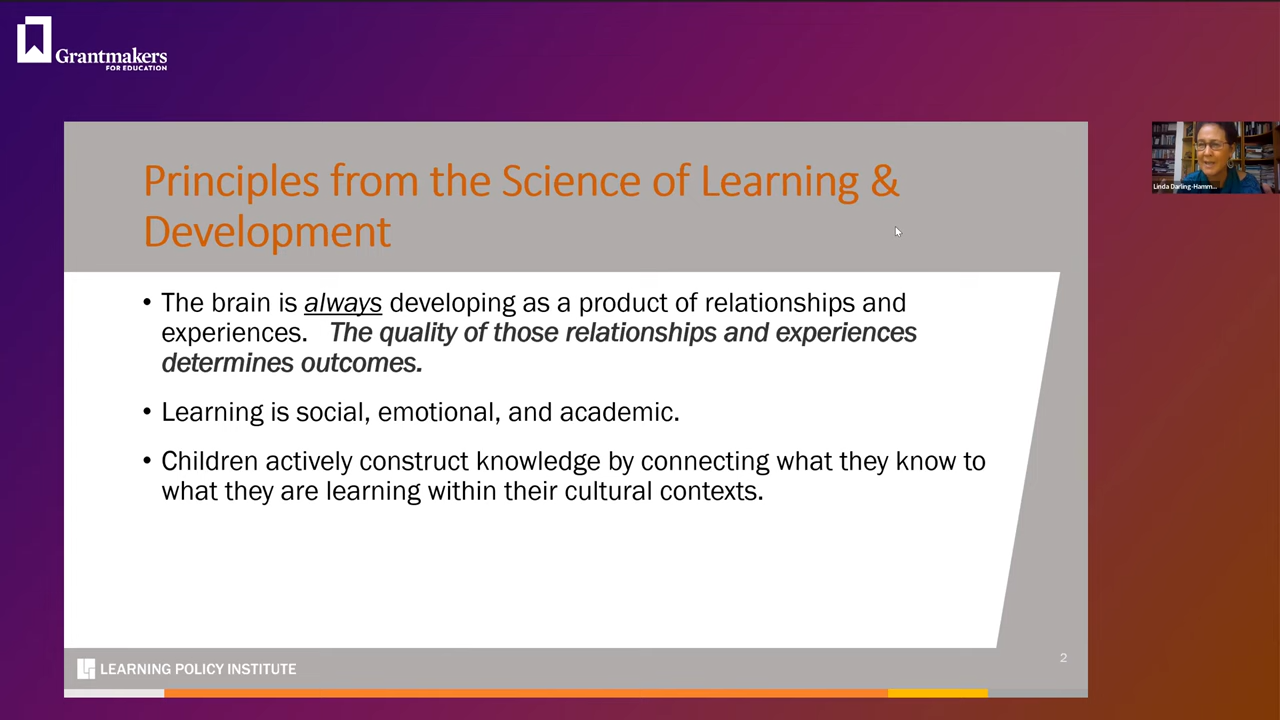 Grantmakers
FOR EDUCATION
Linda Darling-Hamm...
Principles from the Science of Learning &
Development
• The brain is always developing as a product of relationships and
experiences. The quality of those relationships and experiences
determines outcomes.
• Learning is social, emotional, and academic.
• Children actively construct knowledge by connecting what they know to
what they are learning within their cultural contexts.
LEARNING POLICY INSTITUTE
2